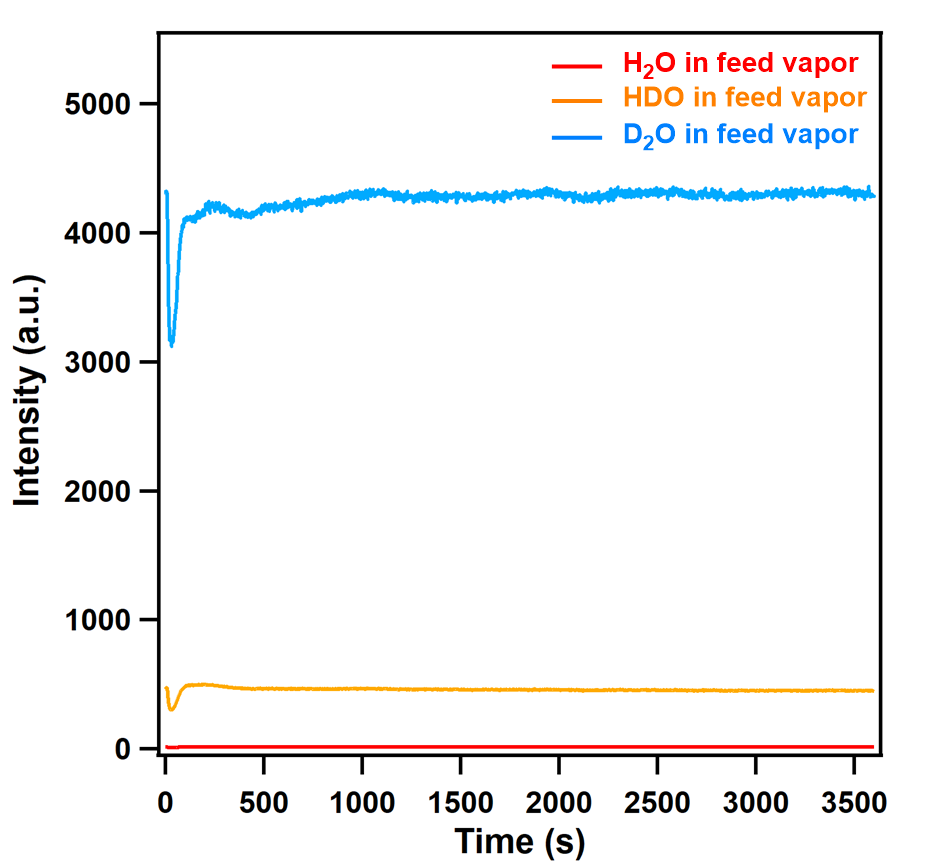 H₂O in feed vapor
HDO in feed vapor
D₂O in feed vapor
5000
4000
3000
2000
1000
0
Intensity (a.u.)
0 500 1000 1500 2000 2500 3000 3500
Time (s)